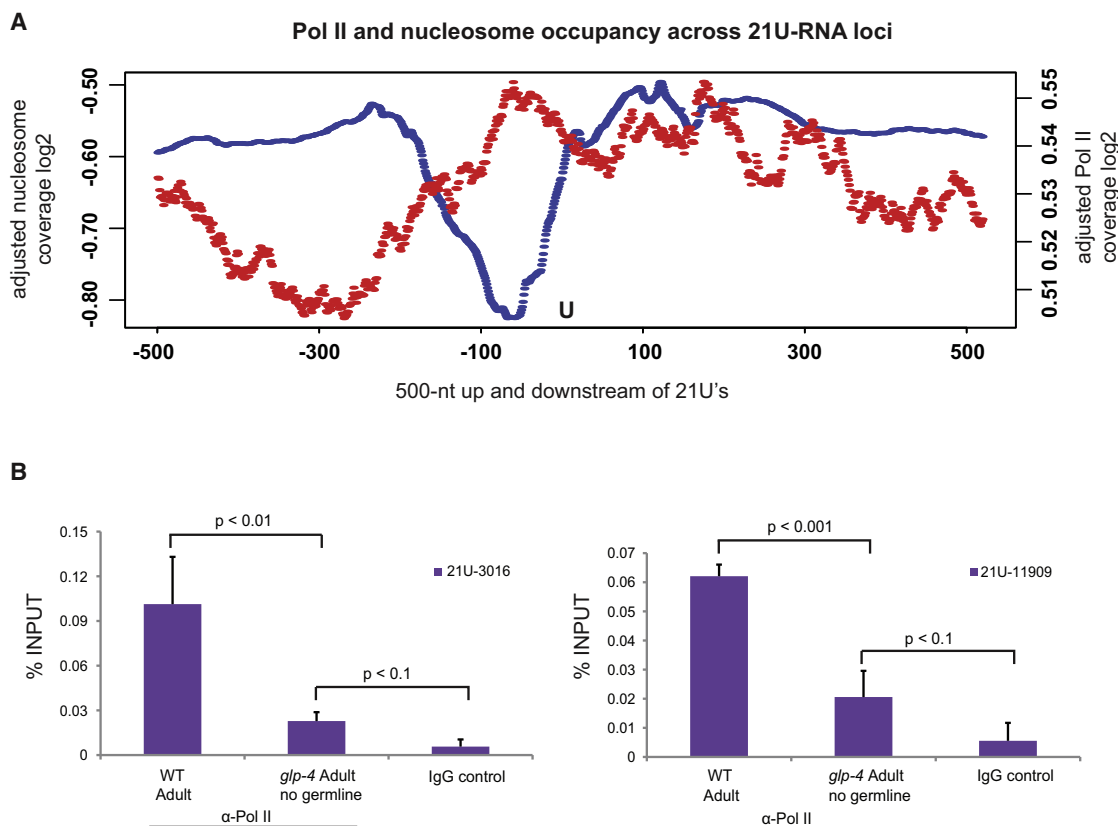 A
Pol II and nucleosome occupancy across 21U-RNA loci
adjusted nucleosome
coverage log2
-0.50
-0.60
-0.70
-0.80
0.55
0.54
0.53
0.52
0.51
adjusted Pol II
coverage log2
U
-500
-300
-100
100
300
500
500-nt up and downstream of 21U's
B
% INPUT
0.15
0.12
0.09
0.06
0.03
0
p < 0.01
p < 0.1
21U-3016
WT
Adult
glp-4 Adult
no germline
IgG control
α-Pol II
% INPUT
0.07
0.06
0.05
0.04
0.03
0.02
0.01
0
p < 0.001
p < 0.1
21U-11909
WT
Adult
glp-4 Adult
no germline
IgG control
α-Pol II